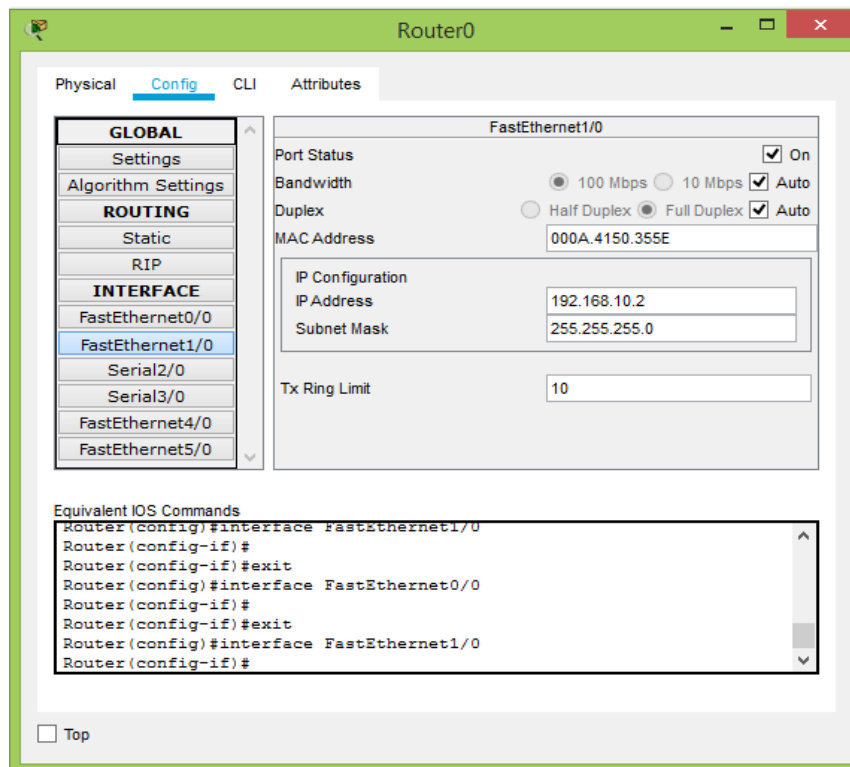 Router0
Physical Config CLI Attributes
GLOBAL
Settings
Algorithm Settings
ROUTING
Static
RIP
INTERFACE
FastEthernet0/0
FastEthernet1/0
Serial2/0
Serial3/0
FastEthernet4/0
FastEthernet5/0
FastEthernet1/0
Port Status On
Bandwidth 100 Mbps 10 Mbps Auto
Duplex Half Duplex Full Duplex Auto
MAC Address 000A.4150.355E
IP Configuration
IP Address 192.168.10.2
Subnet Mask 255.255.255.0
Tx Ring Limit 10
Equivalent IOS Commands
Router(config)#interface FastEthernet1/0
Router(config-if)#
Router(config-if)#exit
Router(config)#interface FastEthernet0/0
Router(config-if)#
Router(config-if)#exit
Router(config)#interface FastEthernet1/0
Router(config-if)#
Top